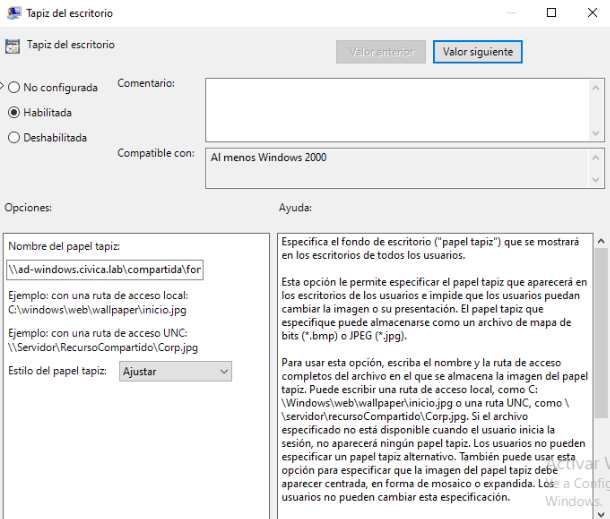 Tapiz del escritorio
Tapiz del escritorio
Valor anterior
Valor siguiente
No configurada
Habilitada
Deshabilitada
Comentario:
Compatible con:
Al menos Windows 2000
Opciones:
Nombre del papel tapiz:
\\ad-windows.civica.lab\compartida\for
Ejemplo: con una ruta de acceso local:
C:\windows\web\wallpaper\inicio.jpg
Ejemplo: con una ruta de acceso UNC:
\\Servidor\RecursoCompartido\Corp.jpg
Estilo del papel tapiz:
Ajustar
Ayuda:
Especifica el fondo de escritorio ("papel tapiz") que se mostrará
en los escritorios de todos los usuarios.
Esta opción le permite especificar el papel tapiz que aparecerá en
los escritorios de los usuarios e impide que los usuarios puedan
cambiar la imagen o su presentación. El papel tapiz que
especifique puede almacenarse como un archivo de mapa de
bits (*.bmp) o JPEG (*.jpg).
Para usar esta opción, escriba el nombre y la ruta de acceso
completos del archivo en el que se almacena la imagen del papel
tapiz. Puede escribir una ruta de acceso local, como C:
\Windows\web\wallpaper\inicio.jpg o una ruta UNC, como \
\servidor\recursoCompartido\Corp.jpg. Si el archivo
especificado no está disponible cuando el usuario inicia la
sesión, no aparecerá ningún papel tapiz. Los usuarios no pueden
especificar un papel tapiz alternativo. También puede usar esta
opción para especificar que la imagen del papel tapiz debe
aparecer centrada, en forma de mosaico o expandida. Los
usuarios no pueden cambiar esta especificación.
Activar W
Ve a Config
Windows.